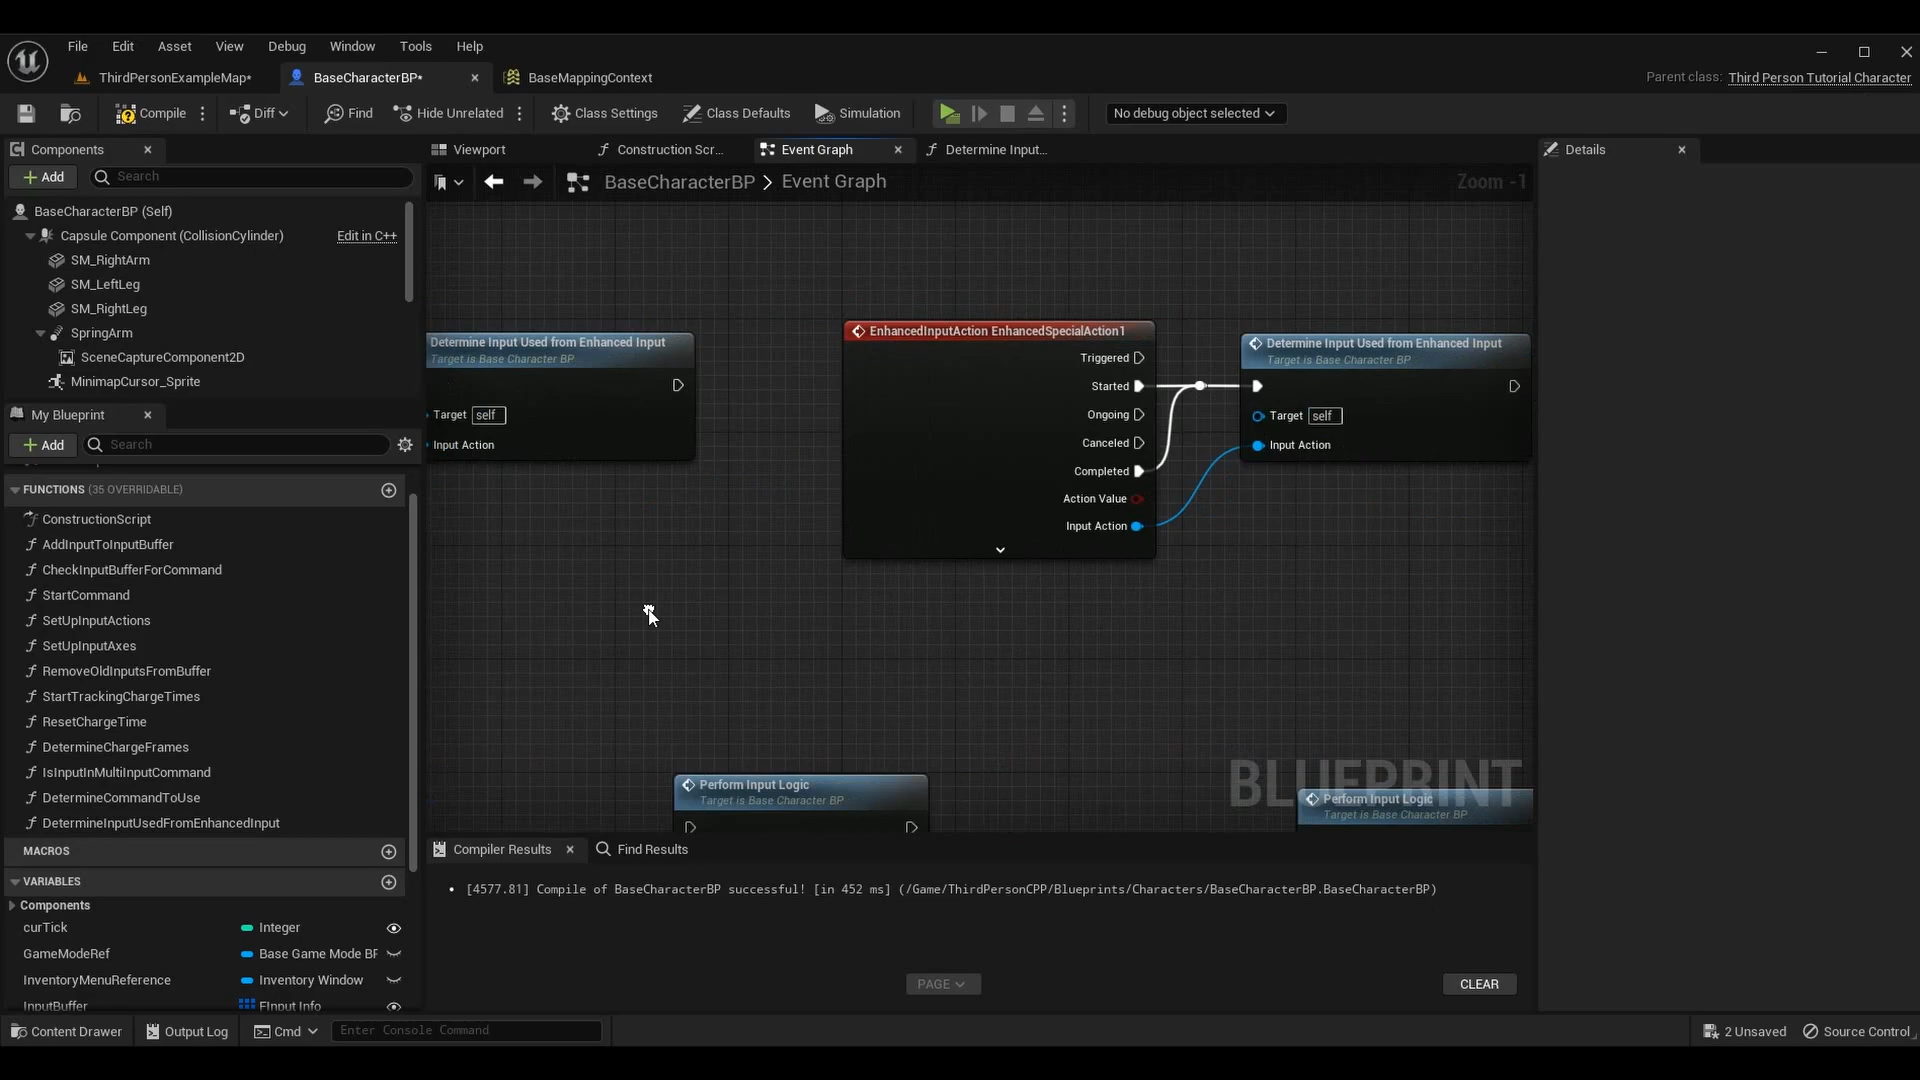 File Edit Asset View Debug Window Tools Help
ThirdPersonExampleMap* BaseCharacterBP* BaseMappingContext
Parent class: Third Person Tutorial Character
Compile Diff Find Hide Unrelated Class Settings Class Defaults Simulation No debug object selected
Components
Add Search
BaseCharacterBP (Self)
Capsule Component (CollisionCylinder) Edit in C++
SM_RightArm
SM_LeftLeg
SM_RightLeg
SpringArm
SceneCaptureComponent2D
MinimapCursor_Sprite
My Blueprint
Add Search
FUNCTIONS (35 OVERRIDABLE)
ConstructionScript
AddInputToInputBuffer
CheckInputBufferForCommand
StartCommand
SetUpInputActions
SetUpInputAxes
RemoveOldInputsFromBuffer
StartTrackingChargeTimes
ResetChargeTime
DetermineChargeFrames
IsInputInMultiInputCommand
DetermineCommandToUse
DetermineInputUsedFromEnhancedInput
MACROS
VARIABLES
Components
curTick Integer
GameModeRef Base Game Mode BP
InventoryMenuReference Inventory Window
InputBuffer FInput Info
Viewport Construction Scr... Event Graph Determine Input...
BaseCharacterBP > Event Graph Zoom -1
Determine Input Used from Enhanced Input
Target is Base Character BP
Target self
Input Action
EnhancedInputAction EnhancedSpecialAction1
Triggered
Started
Ongoing
Canceled
Completed
Action Value
Input Action
Determine Input Used from Enhanced Input
Target is Base Character BP
Target self
Input Action
Perform Input Logic
Target is Base Character BP
BLUEPRINT
Perform Input Logic
Target is Base Character BP
Compiler Results Find Results
• [4577.81] Compile of BaseCharacterBP successful! [in 452 ms] (/Game/ThirdPersonCPP/Blueprints/Characters/BaseCharacterBP.BaseCharacterBP)
PAGE CLEAR
Details
Content Drawer Output Log Cmd Enter Console Command 2 Unsaved Source Control